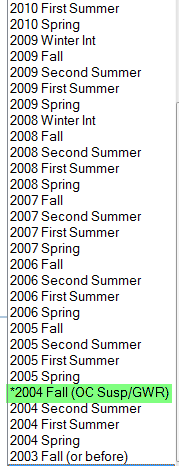 2010 First Summer
2010 Spring
2009 Winter Int
2009 Fall
2009 Second Summer
2009 First Summer
2009 Spring
2008 Winter Int
2008 Fall
2008 Second Summer
2008 First Summer
2008 Spring
2007 Fall
2007 Second Summer
2007 First Summer
2007 Spring
2006 Fall
2006 Second Summer
2006 First Summer
2006 Spring
2005 Fall
2005 Second Summer
2005 First Summer
2005 Spring
*2004 Fall (OC Susp/GWR)
2004 Second Summer
2004 First Summer
2004 Spring
2003 Fall (or before)